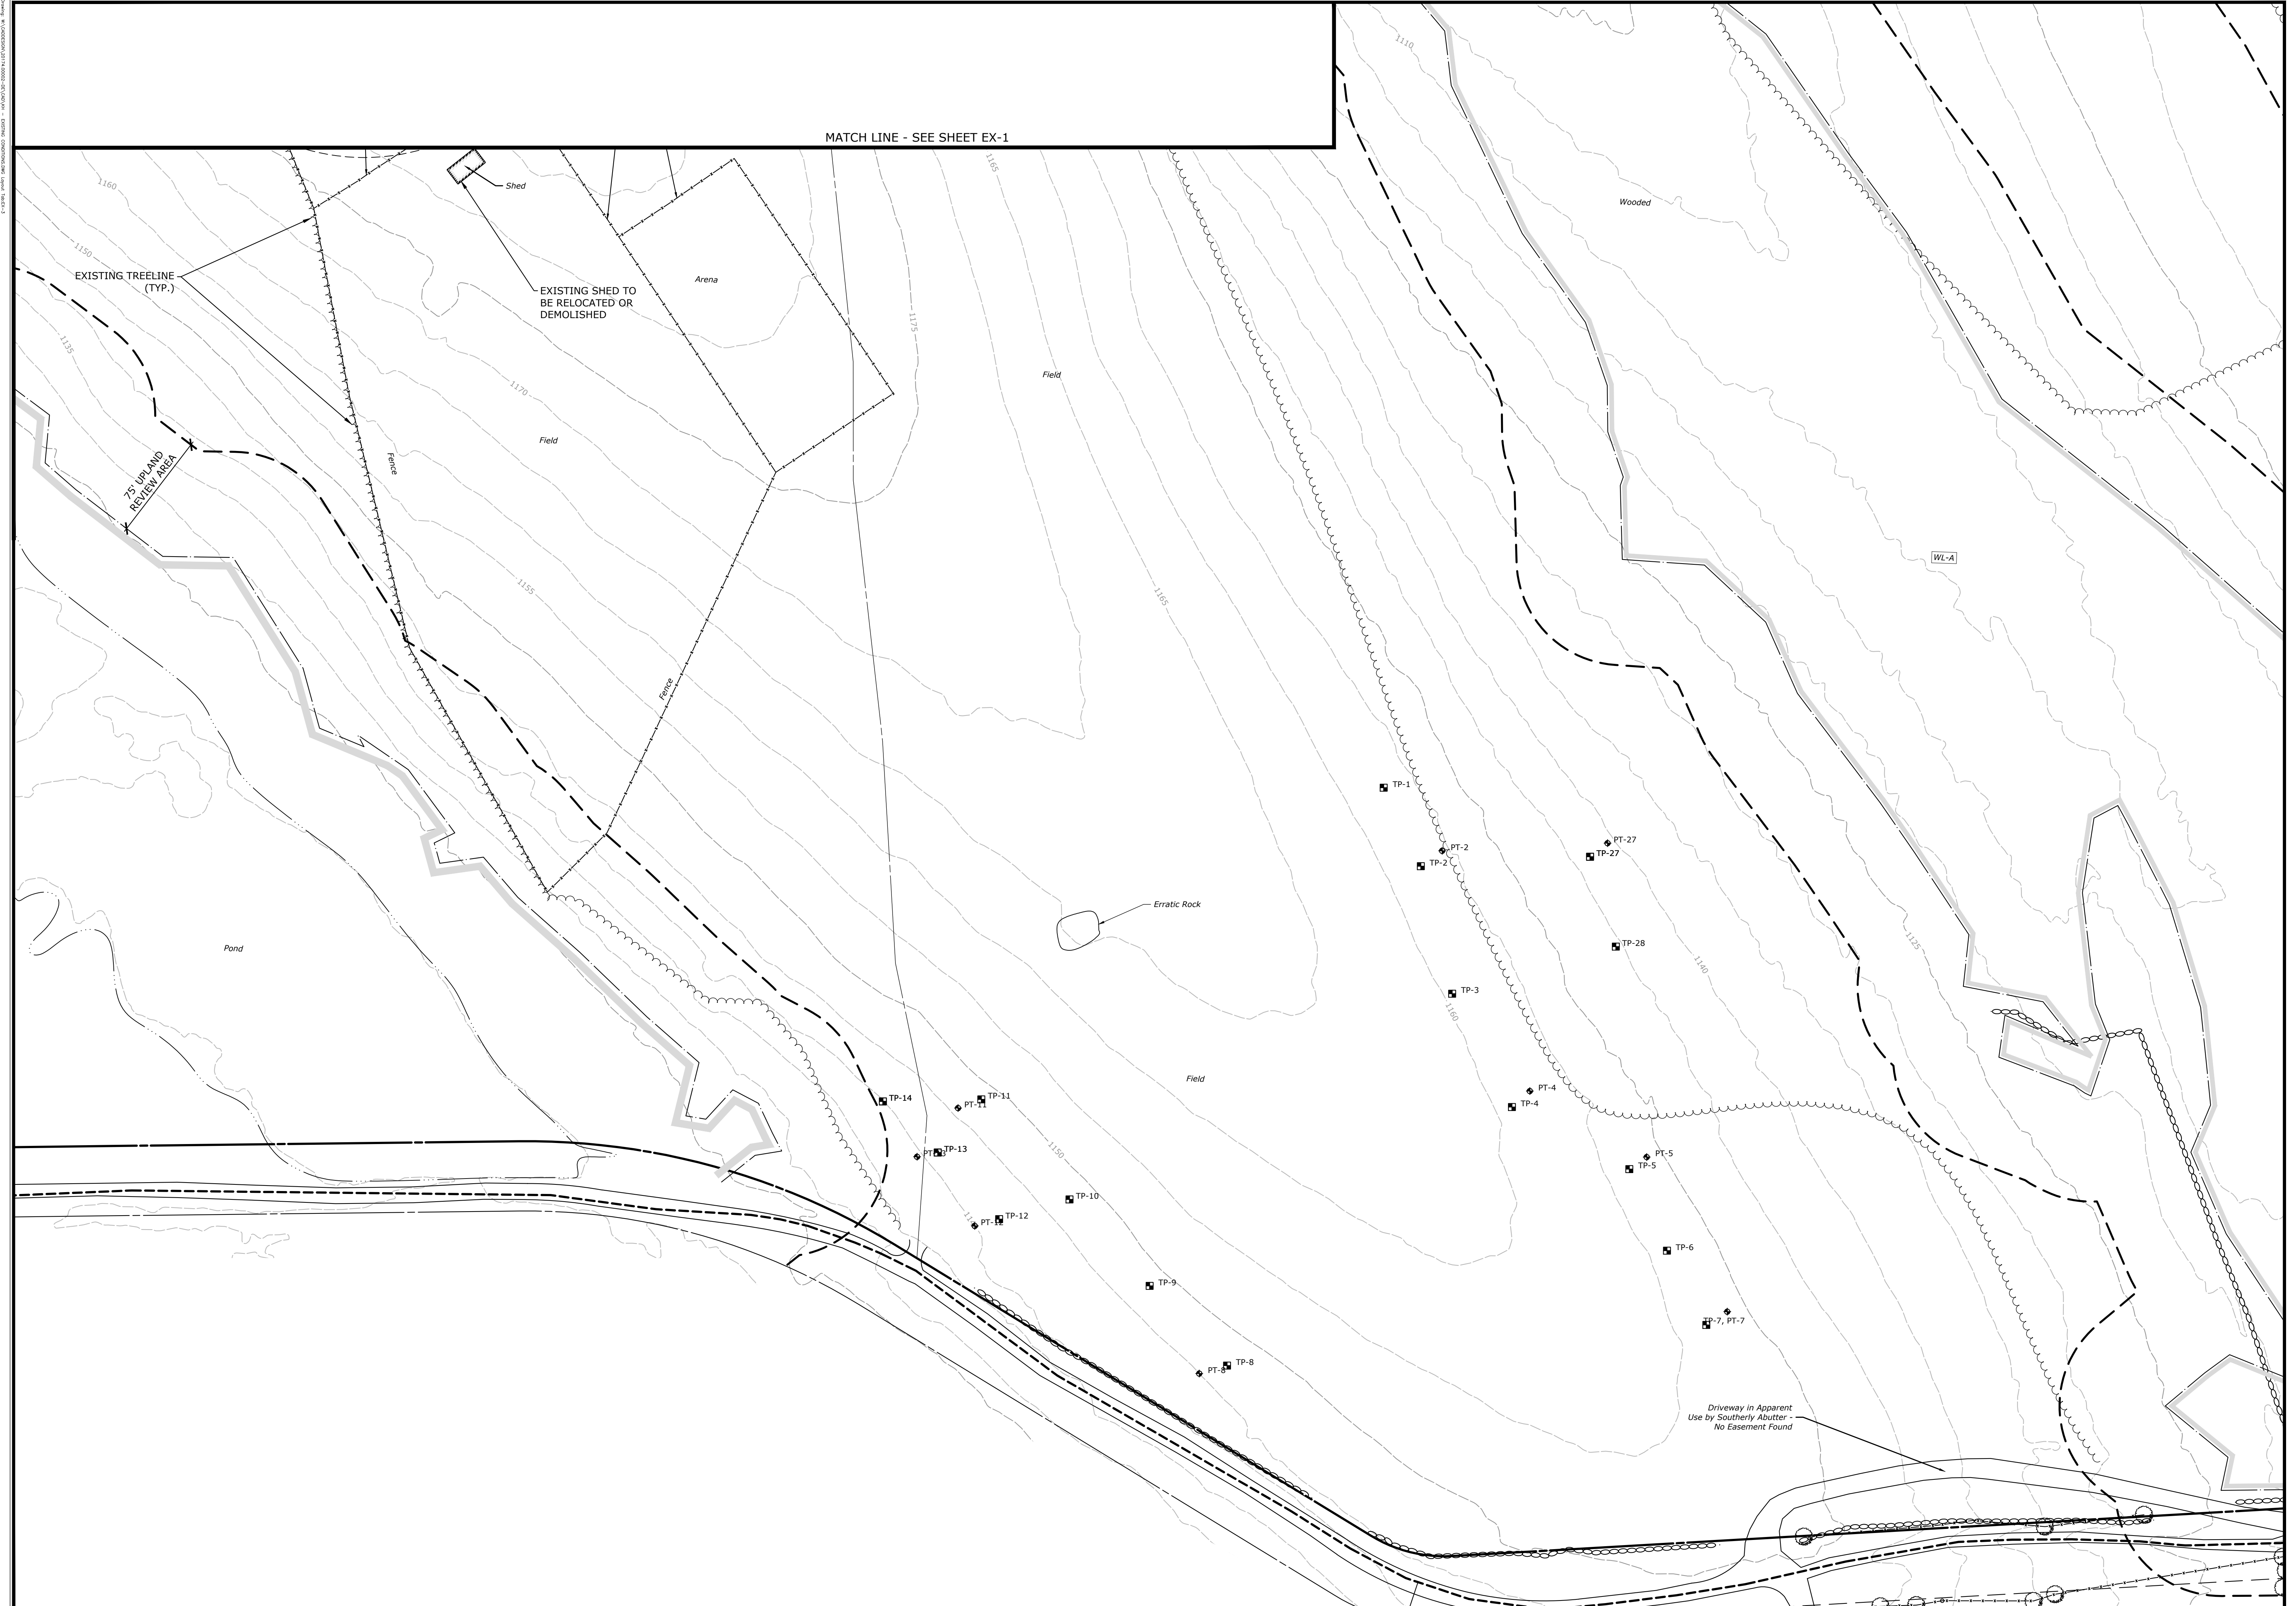 MATCH LINE - SEE SHEET EX-1
1110
1160
1165
Shed
Wooded
1150
EXISTING TREELINE
(TYP.)
Arena
EXISTING SHED TO
BE RELOCATED OR
DEMOLISHED
1175
1135
Field
1170
Field
Fence
75' UPLAND
REVIEW AREA
WL-A
1155
1165
Fence
TP-1
PT-27
PT-2
TP-27
TP-2
Erratic Rock
TP-28
1125
Pond
1140
TP-3
1160
Field
PT-4
TP-14
TP-11
PT-11
TP-4
TP-13
1150
PT-5
TP-5
TP-10
TP-12
PT-12
TP-6
TP-9
TP-7, PT-7
TP-8
PT-8
Driveway in Apparent
Use by Southerly Abutter -
No Easement Found